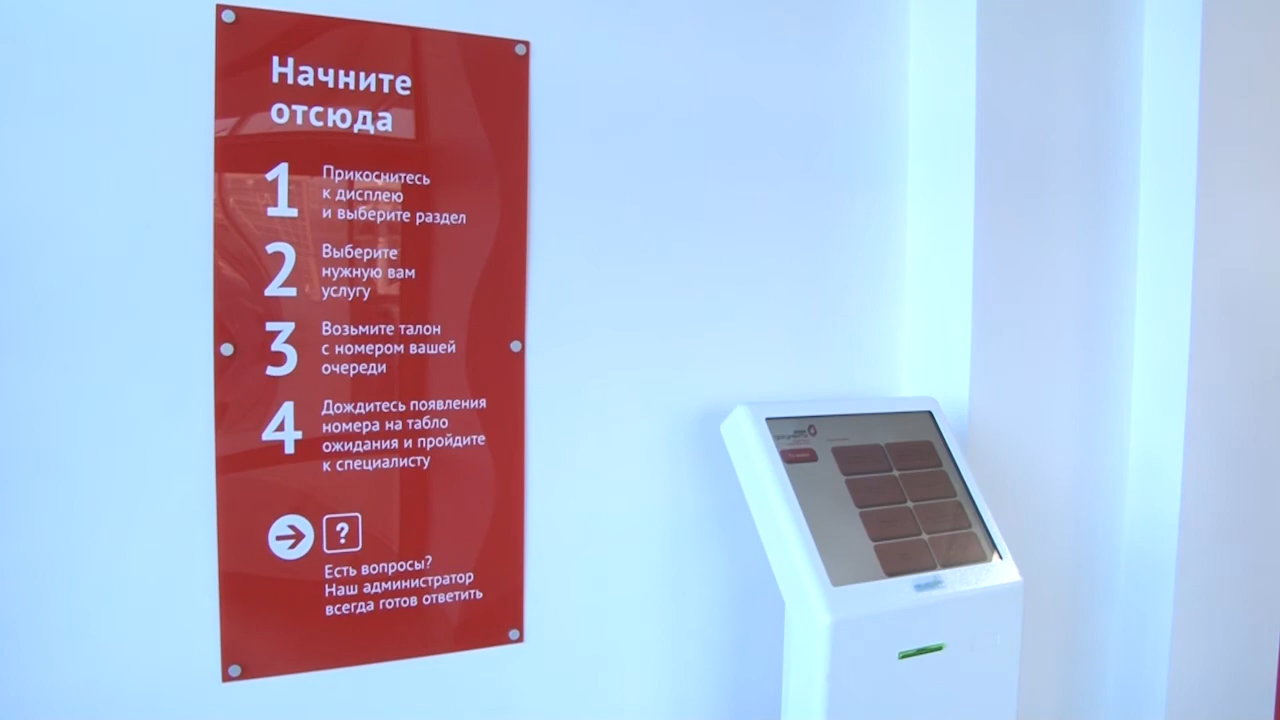 Начните
отсюда
1
Прикоснитесь
к дисплею
и выберите раздел
2
Выберите
нужную вам
услугу
3
Возьмите талон
с номером вашей
очереди
4
Дождитесь появления
номера на табло
ожидания и пройдите
к специалисту
?
Есть вопросы?
Наш администратор
всегда готов ответить